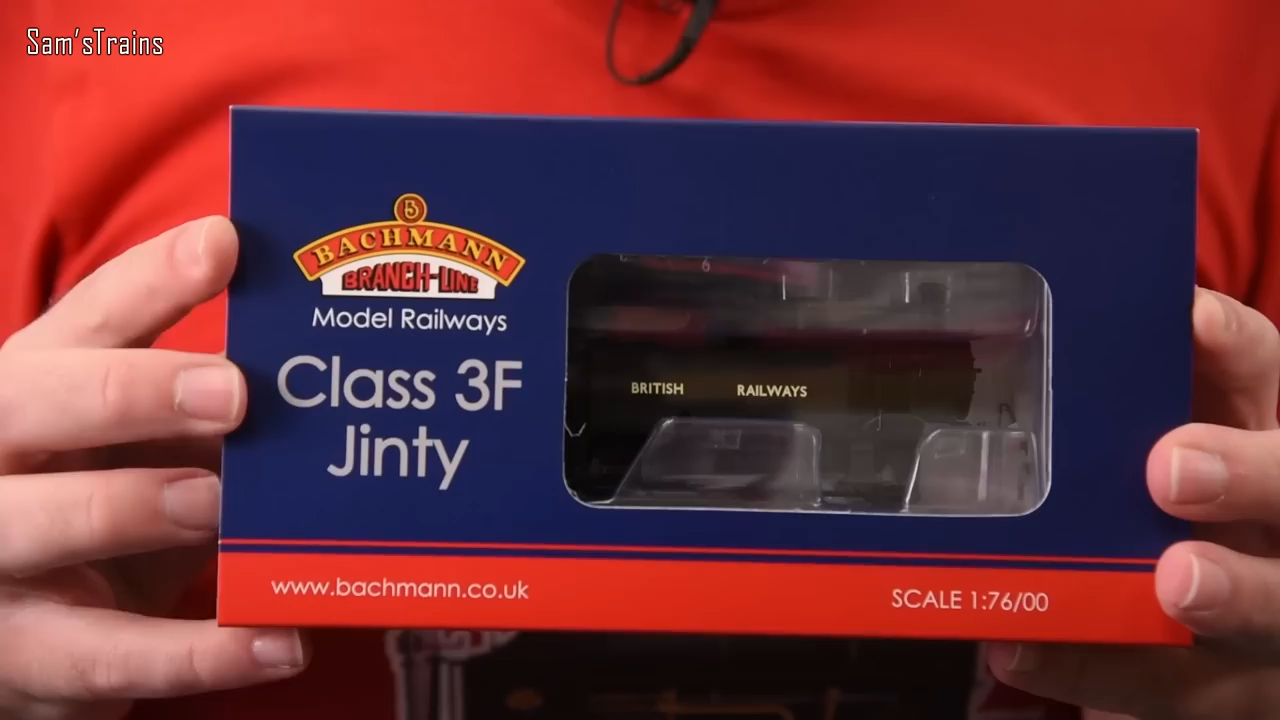 Sam'sTrains
B
BACHMANN
BRANCH-LINE
Model Railways
Class 3F
Jinty
6
BRITISH RAILWAYS
www.bachmann.co.uk
SCALE 1:76/00